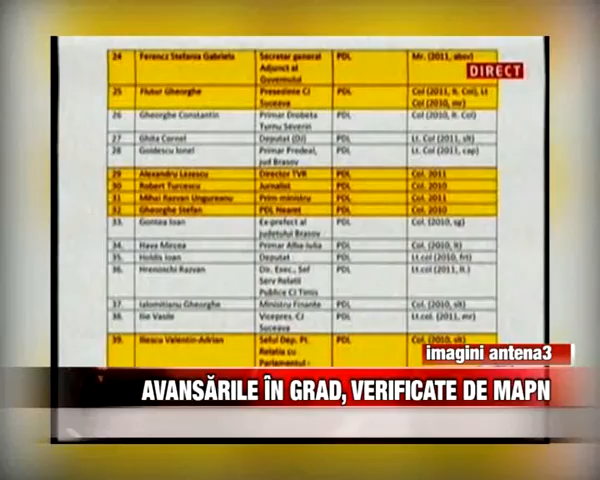 24 Ferencz Stefania Gabriela Secretar general PDL Mr. (2011, abov)
Adjunct al
Guvernului
DIRECT
25 Flutur Gheorghe Presedinte CJ PDL Col (2011, lt. Col), Lt
Suceava Col (2010, mr)
26 Gheorghe Constantin Primar Drobeta PDL Col (2010, lt. Col)
Turnu Severin
27 Ghita Cornel Deputat (DJ) PDL Lt. Col (2011, slt)
28 Ionel Primar Predeal, PDL Lt. Col (2011, cap)
jud Brasov
29 Alexandru Lazescu Director TVR PDL Col. 2011
30 Robert Turcescu Jurnalist PDL Col. 2010
31 Mihai Razvan Ungureanu Prim ministru PDL Col. 2011
32 Gheorghe Stefan PDL Neamt PDL Col. 2010
33. Gontea Ioan Ex-prefect al PDL Col. (2010, sg)
judetului Brasov
34. Hava Mircea Primar Alba Iulia PDL Col. (2010, lt)
35. Holdis Ioan Deputat PDL Lt.col (2010, frt)
36. Razvan Dir. Exec., Sef PDL Lt.col (2011, lt.)
Serv Relatii
Publice CJ Timis
37. Ialomitianu Gheorghe Ministru Finante PDL Col. (2010, slt)
38. Ilie Vasile Vicepres. CJ PDL Lt.col. (2011, mr)
Suceava
39. Iliescu Valentin-Adrian Seful Dep. Pt. PDL Col. (2010, slt)
Relatia cu
Parlamentul -
imagini antena3
AVANSĂRILE ÎN GRAD, VERIFICATE DE MAPN